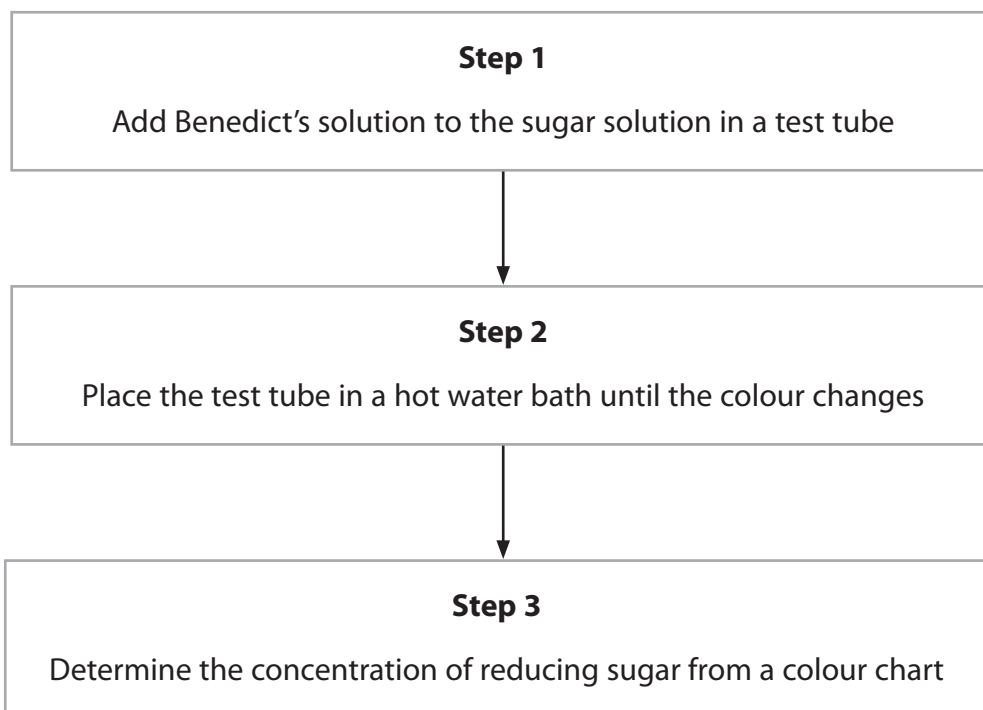 Step 1
Add Benedict’s solution to the sugar solution in a test tube
Step 2
Place the test tube in a hot water bath until the colour changes
Step 3
Determine the concentration of reducing sugar from a colour chart